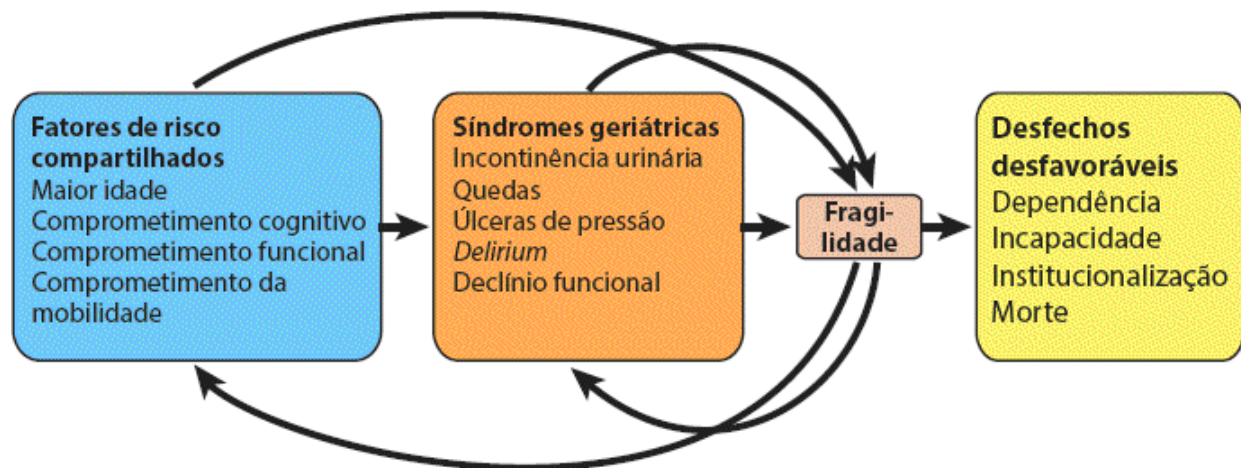 Fatores de risco
compartilhados
Maior idade
Comprometimento cognitivo
Comprometimento funcional
Comprometimento da
mobilidade
Síndromes geriátricas
Incontinência urinária
Quedas
Úlceras de pressão
Delirium
Declínio funcional
Fragi-
lidade
Desfechos
desfavoráveis
Dependência
Incapacidade
Institucionalização
Morte